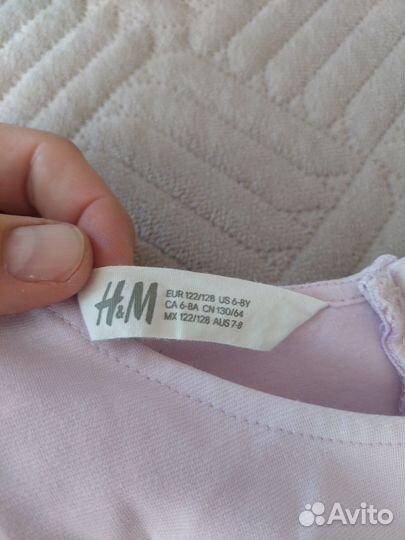 H&M
EUR 122/128 US 6-8Y
CA 6-8A CN 130/64
MX 122/128 AUS 7-8
Avito